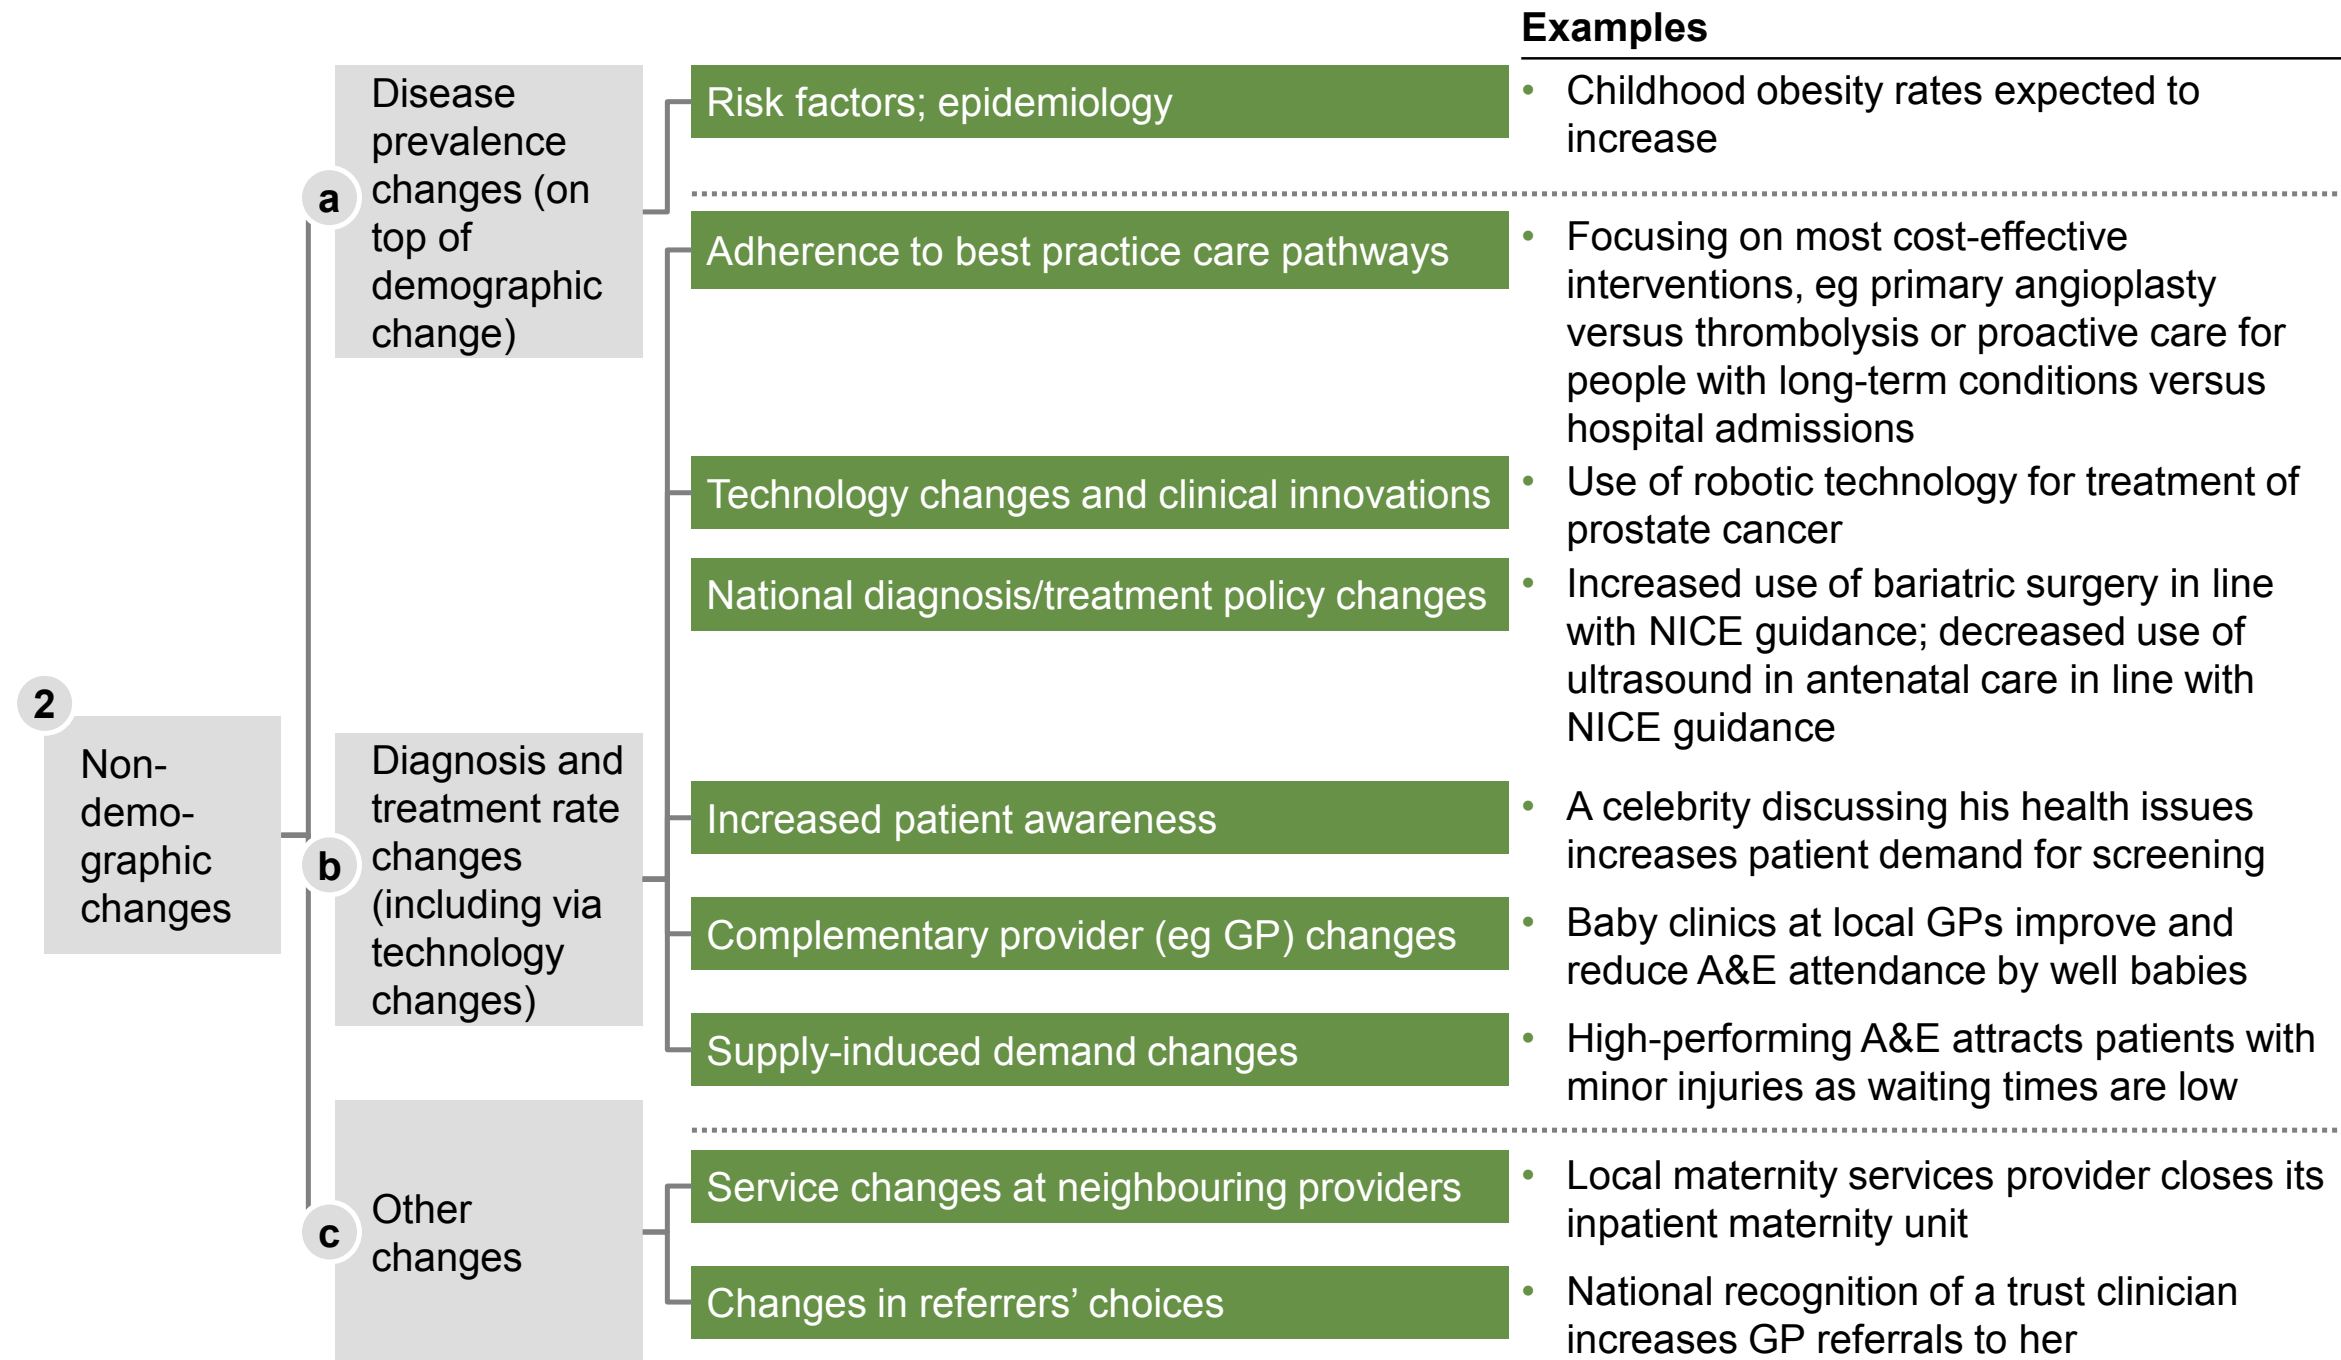 Examples
2
Non-
demo-
graphic
changes
a
Disease
prevalence
changes (on
top of
demographic
change)
Risk factors; epidemiology
• Childhood obesity rates expected to
increase
b
Diagnosis and
treatment rate
changes
(including via
technology
changes)
Adherence to best practice care pathways
• Focusing on most cost-effective
interventions, eg primary angioplasty
versus thrombolysis or proactive care for
people with long-term conditions versus
hospital admissions
Technology changes and clinical innovations
• Use of robotic technology for treatment of
prostate cancer
National diagnosis/treatment policy changes
• Increased use of bariatric surgery in line
with NICE guidance; decreased use of
ultrasound in antenatal care in line with
NICE guidance
Increased patient awareness
• A celebrity discussing his health issues
increases patient demand for screening
Complementary provider (eg GP) changes
• Baby clinics at local GPs improve and
reduce A&E attendance by well babies
Supply-induced demand changes
• High-performing A&E attracts patients with
minor injuries as waiting times are low
c
Other
changes
Service changes at neighbouring providers
• Local maternity services provider closes its
inpatient maternity unit
Changes in referrers’ choices
• National recognition of a trust clinician
increases GP referrals to her